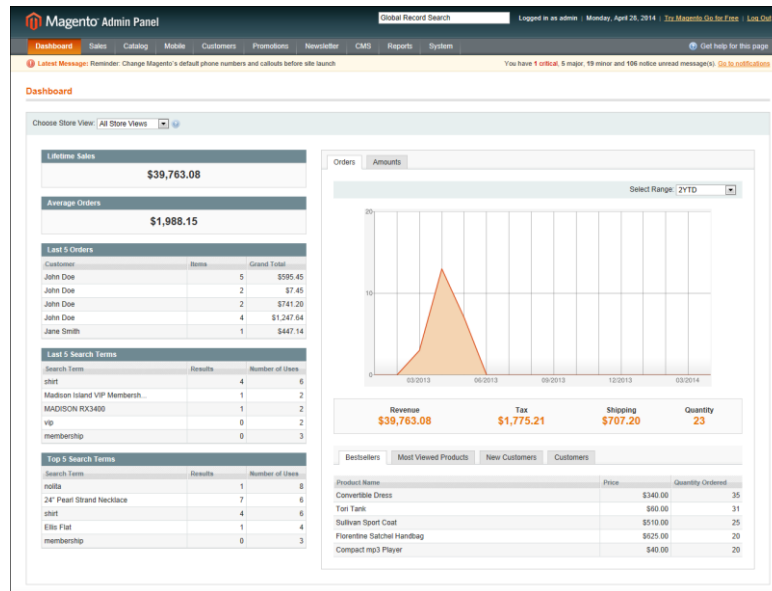 Magento® Admin Panel
Global Record Search
Logged in as admin | Monday, April 28, 2014 | Try Magento Go for Free | Log Out
Dashboard Sales Catalog Mobile Customers Promotions Newsletter CMS Reports System Get help for this page
Latest Message: Reminder: Change Magento's default phone numbers and callouts before site launch
You have 1 critical, 5 major, 19 minor and 106 notice unread message(s). Go to notifications
Dashboard
Choose Store View: All Store Views
Lifetime Sales
$39,763.08
Average Orders
$1,988.15
Last 5 Orders
Customer Items Grand Total
John Doe 5 $595.45
John Doe 2 $7.45
John Doe 2 $741.20
John Doe 4 $1,247.64
Jane Smith 1 $447.14
Last 5 Search Terms
Search Term Results Number of Uses
shirt 4 6
Madison Island VIP Membersh... 1 2
MADISON RX3400 1 2
vip 0 2
membership 0 3
Top 5 Search Terms
Search Term Results Number of Uses
nolita 1 8
24" Pearl Strand Necklace 7 6
shirt 4 6
Ellis Flat 1 4
membership 0 3
Orders Amounts
Select Range: 2YTD
20
10
0
03/2013 06/2013 09/2013 12/2013 03/2014
Revenue Tax Shipping Quantity
$39,763.08 $1,775.21 $707.20 23
Bestsellers Most Viewed Products New Customers Customers
Product Name Price Quantity Ordered
Convertible Dress $340.00 35
Tori Tank $60.00 31
Sullivan Sport Coat $510.00 25
Florentine Satchel Handbag $625.00 20
Compact mp3 Player $40.00 20